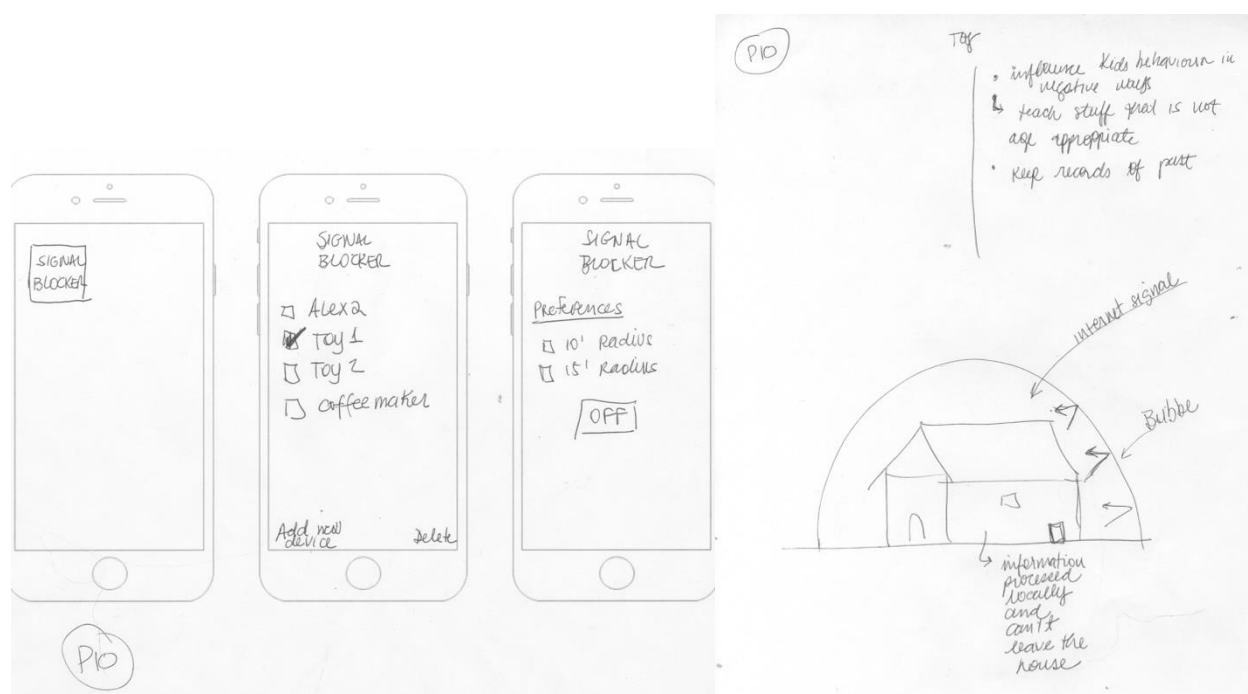 SIGNAL
BLOCKER
SIGNAL
BLOCKER
Alexa
Toy 1
Toy 2
coffee maker
Add new
device
Delete
SIGNAL
BLOCKER
Preferences
10' Radius
15' Radius
OFF
P10
P10
Toy
• influence kids behaviour in
negative ways
↳ teach stuff that is not
age appropiate
• keep records of past
internet signal
Bubbe
↳ information
processed
locally
and
can't
leave the
house